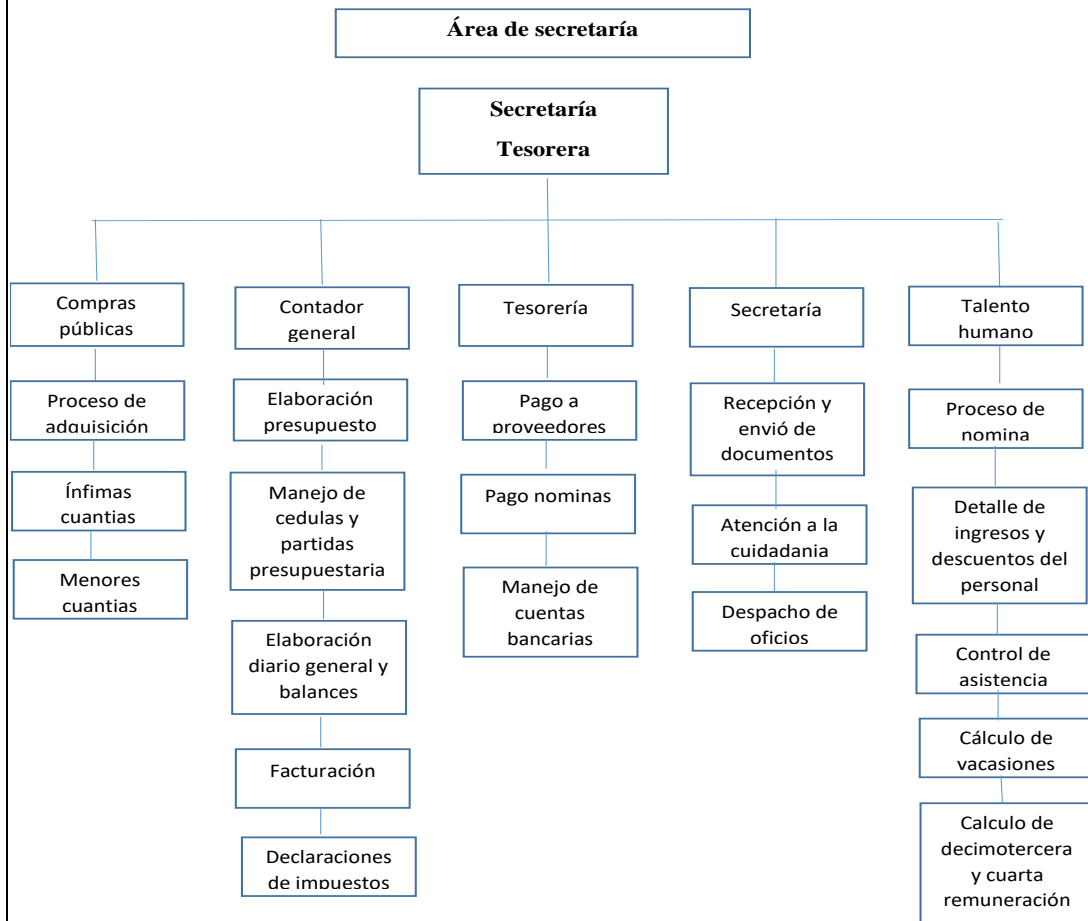 Área de secretaría
Secretaría
Tesorera
Compras
públicas
Proceso de
adquisición
Ínfimas
cuantias
Menores
cuantias
Contador
general
Elaboración
presupuesto
Manejo de
cedulas y
partidas
presupuestaria
Elaboración
diario general y
balances
Facturación
Declaraciones
de impuestos
Tesorería
Pago a
proveedores
Pago nominas
Manejo de
cuentas
bancarias
Secretaría
Recepción y
envió de
documentos
Atención a la
cuidadania
Despacho de
oficios
Talento
humano
Proceso de
nomina
Detalle de
ingresos y
descuentos del
personal
Control de
asistencia
Cálculo de
vacasiones
Calculo de
decimotercera
y cuarta
remuneración